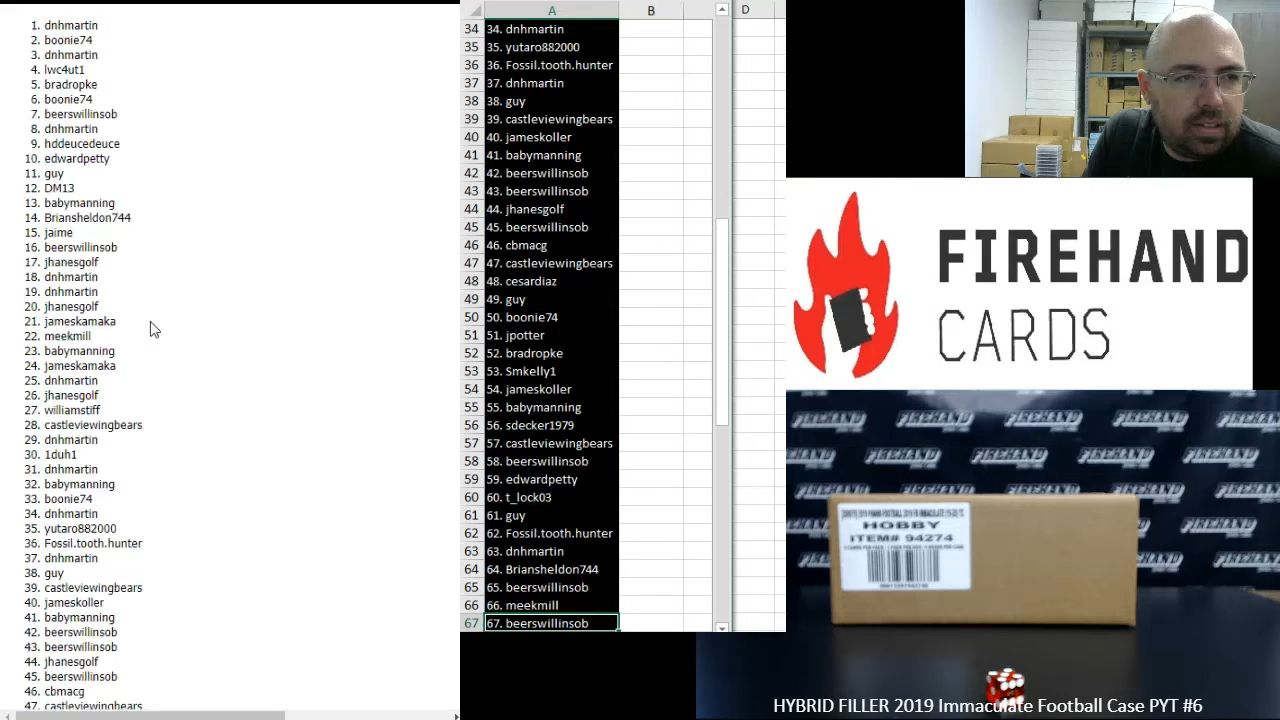 1. dnhmartin
2. boonie74
3. dnhmartin
4. lwc4ut1
5. bradropke
6. boonie74
7. beerswillinsob
8. dnhmartin
9. hddeucedeuce
10. edwardpetty
11. guy
12. DM13
13. babymanning
14. Briansheldon744
15. jaime
16. beerswillinsob
17. jhanesgolf
18. dnhmartin
19. dnhmartin
20. jhanesgolf
21. jameskamaka
22. meekmill
23. babymanning
24. jameskamaka
25. dnhmartin
26. jhanesgolf
27. williamstiff
28. castleviewingbears
29. dnhmartin
30. 1duh1
31. dnhmartin
32. babymanning
33. boonie74
34. dnhmartin
35. yutaro882000
36. Fossil.tooth.hunter
37. dnhmartin
38. guy
39. castleviewingbears
40. jameskoller
41. babymanning
42. beerswillinsob
43. beerswillinsob
44. jhanesgolf
45. beerswillinsob
46. cbmacg
47. castleviewingbears
A B D
34 34. dnhmartin
35 35. yutaro882000
36 36. Fossil.tooth.hunter
37 37. dnhmartin
38 38. guy
39 39. castleviewingbears
40 40. jameskoller
41 41. babymanning
42 42. beerswillinsob
43 43. beerswillinsob
44 44. jhanesgolf
45 45. beerswillinsob
46 46. cbmacg
47 47. castleviewingbears
48 48. cesardiaz
49 49. guy
50 50. boonie74
51 51. jpotter
52 52. bradropke
53 53. Smkelly1
54 54. jameskoller
55 55. babymanning
56 56. sdecker1979
57 57. castleviewingbears
58 58. beerswillinsob
59 59. edwardpetty
60 60. t_lock03
61 61. guy
62 62. Fossil.tooth.hunter
63 63. dnhmartin
64 64. Briansheldon744
65 65. beerswillinsob
66 66. meekmill
67 67. beerswillinsob
FIREHAND
CARDS
FIREHAND FIREHAND FIREHAND
FIREHAND FIREHAND FIREHAND FIREHAND
HOBBY
ITEM# 94274
HYBRID FILLER 2019 Immaculate Football Case PYT #6